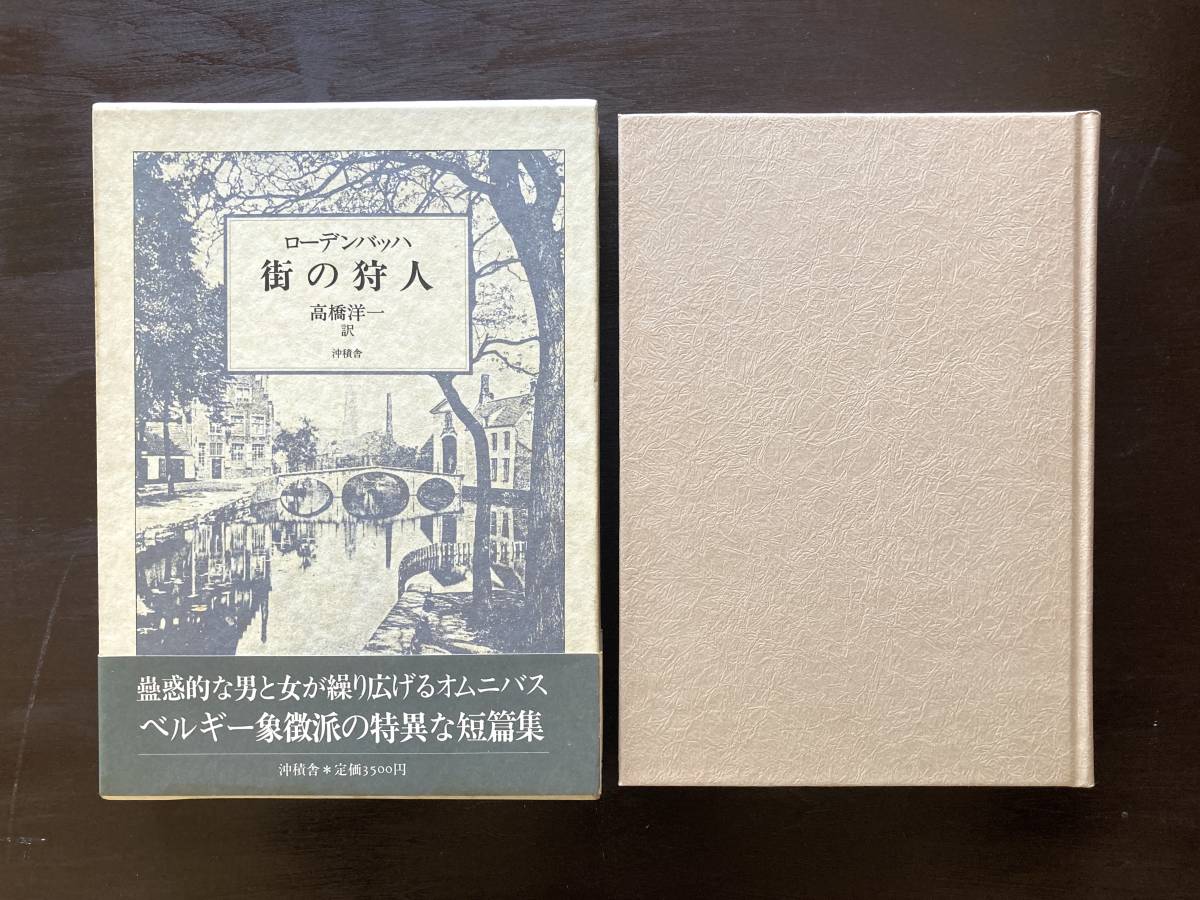 ローデンバッハ
街の狩人
高橋洋一
訳
沖積舎
蠱惑的な男と女が繰り広げるオムニバス
ベルギー象徴派の特異な短篇集
沖積舎*定価3500円